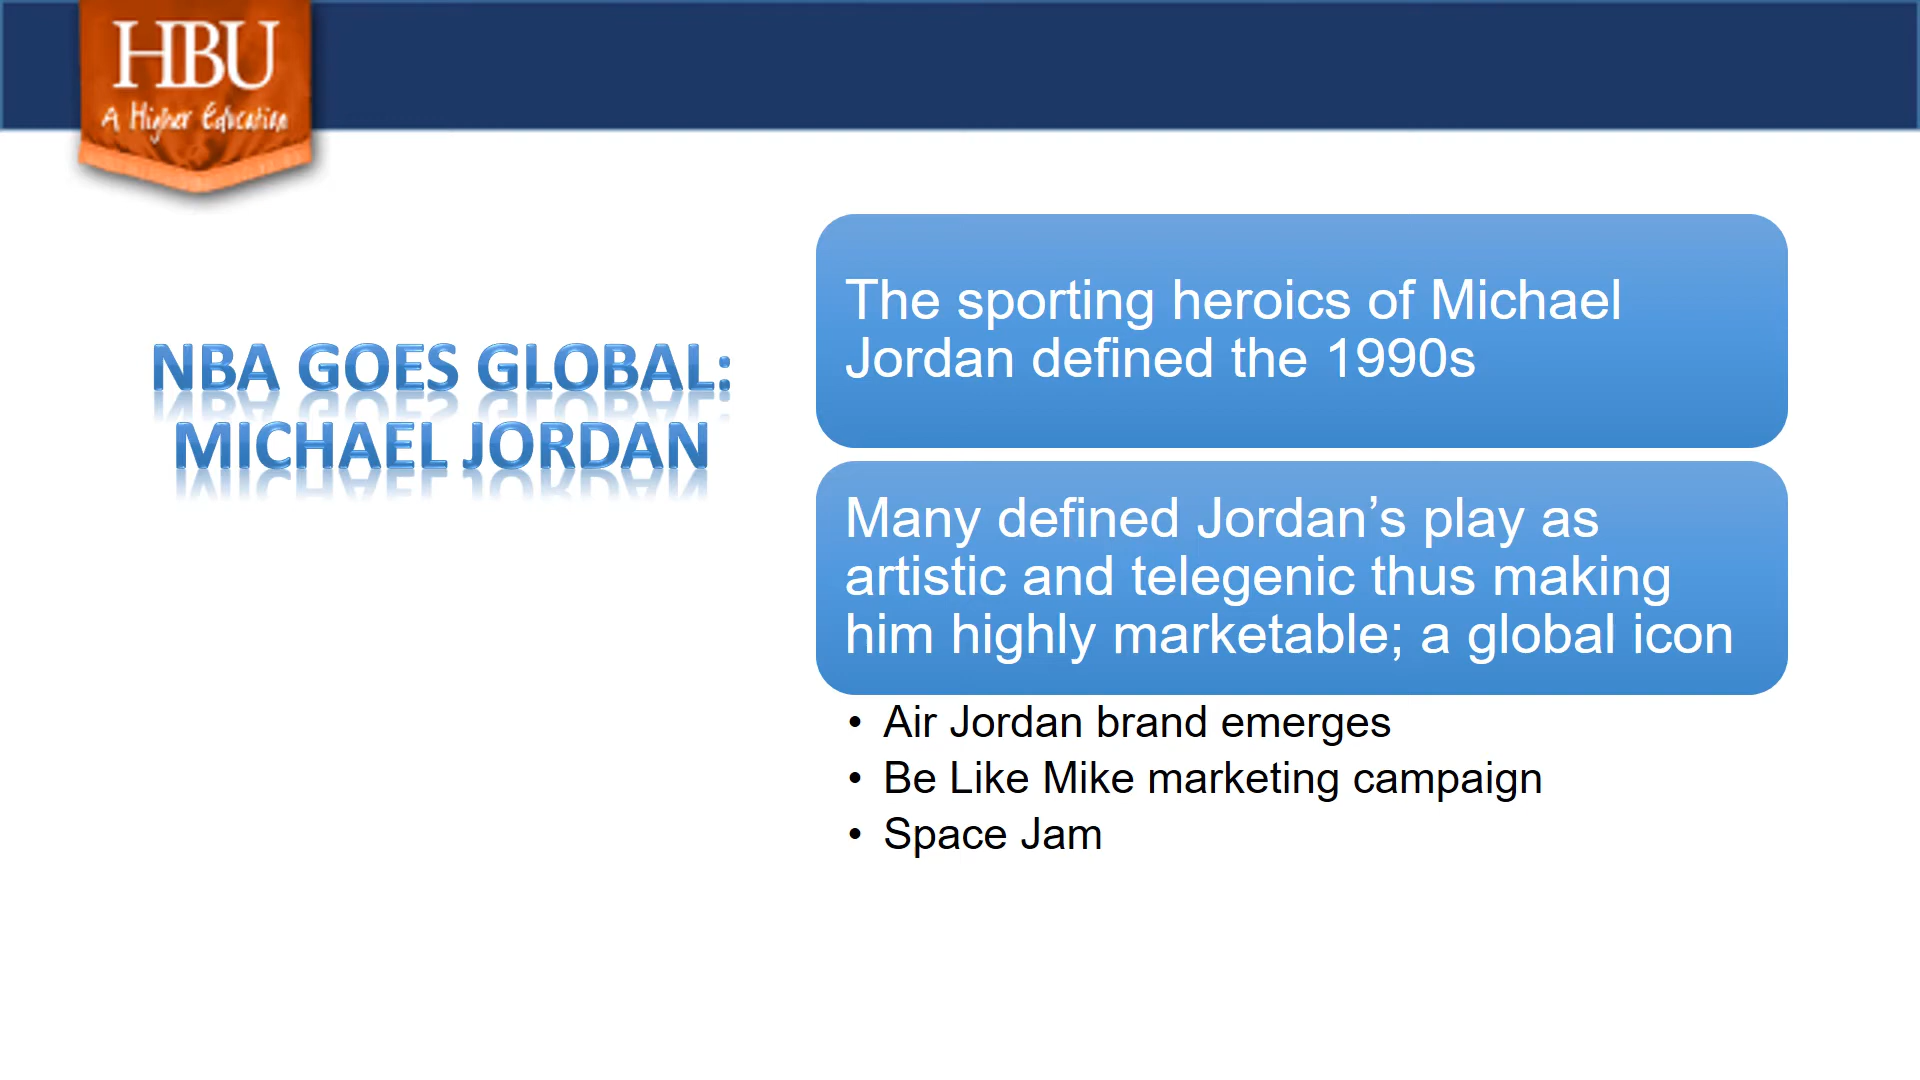 HBU
A Higher Education
NBA GOES GLOBAL:
MICHAEL JORDAN
The sporting heroics of Michael
Jordan defined the 1990s
Many defined Jordan’s play as
artistic and telegenic thus making
him highly marketable; a global icon
• Air Jordan brand emerges
• Be Like Mike marketing campaign
• Space Jam